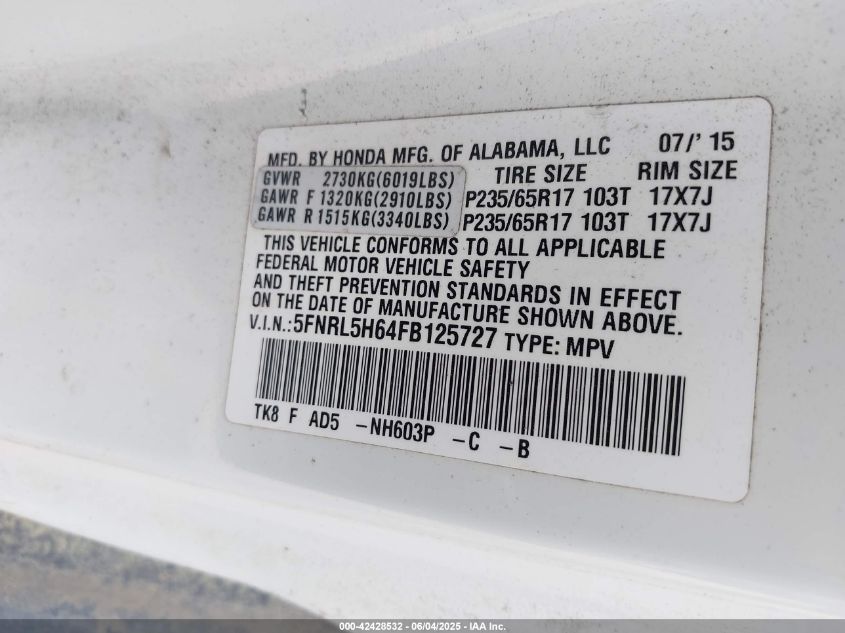 MFD. BY HONDA MFG. OF ALABAMA, LLC 07/' 15
GVWR 2730KG(6019LBS) TIRE SIZE RIM SIZE
GAWR F 1320KG(2910LBS) P235/65R17 103T 17X7J
GAWR R 1515KG(3340LBS) P235/65R17 103T 17X7J
THIS VEHICLE CONFORMS TO ALL APPLICABLE
FEDERAL MOTOR VEHICLE SAFETY
AND THEFT PREVENTION STANDARDS IN EFFECT
ON THE DATE OF MANUFACTURE SHOWN ABOVE.
V.I.N.:5FNRL5H64FB125727 TYPE: MPV
TK8 F AD5 -NH603P -C -B
000-42428532 - 06/04/2025 - IAA Inc.